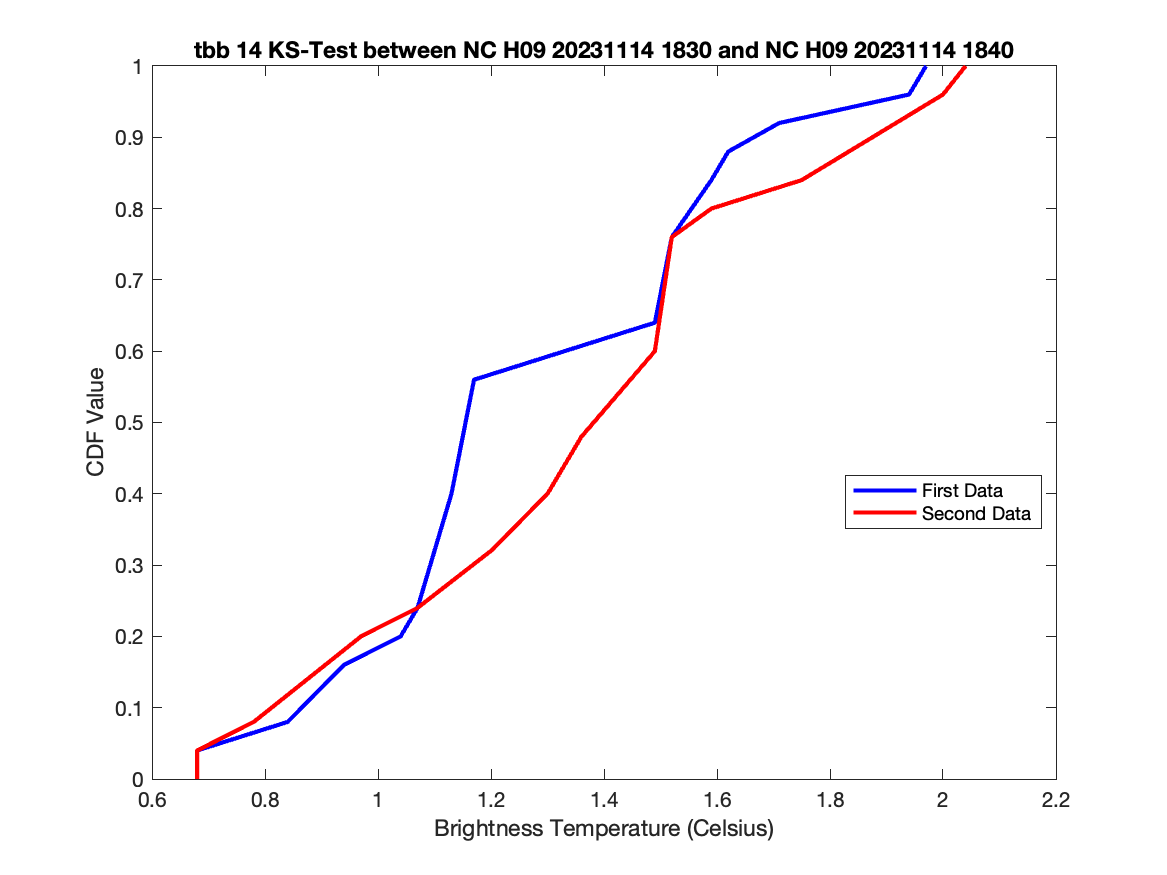 tbb 14 KS-Test between NC H09 20231114 1830 and NC H09 20231114 1840
1
0.9
0.8
0.7
0.6
0.5
0.4
0.3
0.2
0.1
0
CDF Value
First Data
Second Data
0.6 0.8 1 1.2 1.4 1.6 1.8 2 2.2
Brightness Temperature (Celsius)